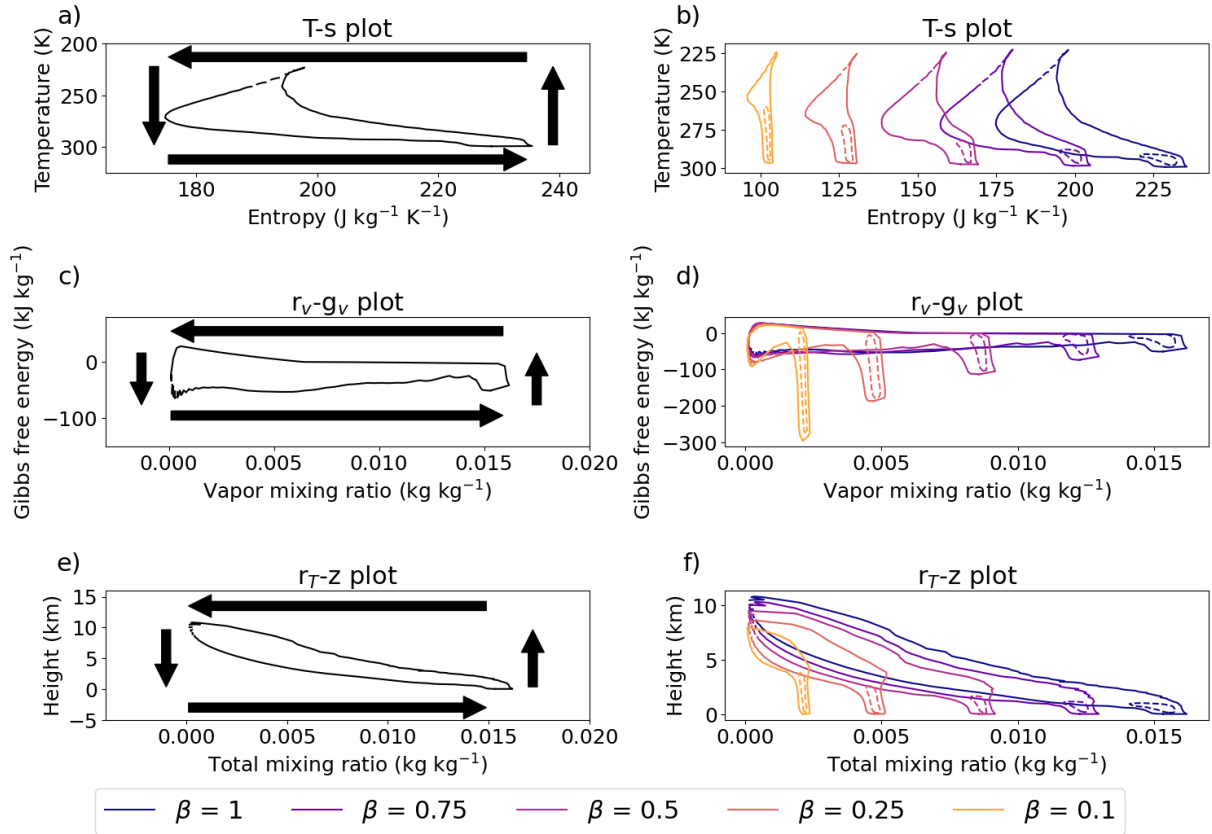 a)
T-s plot
Temperature (K)
200
250
300
180 200 220 240
Entropy (J kg⁻¹ K⁻¹)
b)
T-s plot
Temperature (K)
225
250
275
300
100 125 150 175 200 225
Entropy (J kg⁻¹ K⁻¹)
c)
rᵥ-gᵥ plot
Gibbs free energy (kJ kg⁻¹)
0
−100
0.000 0.005 0.010 0.015 0.020
Vapor mixing ratio (kg kg⁻¹)
d)
rᵥ-gᵥ plot
Gibbs free energy (kJ kg⁻¹)
0
−100
−200
−300
0.000 0.005 0.010 0.015
Vapor mixing ratio (kg kg⁻¹)
e)
r_T-z plot
Height (km)
15
10
5
0
−5
0.000 0.005 0.010 0.015 0.020
Total mixing ratio (kg kg⁻¹)
f)
r_T-z plot
Height (km)
10
5
0
0.000 0.005 0.010 0.015
Total mixing ratio (kg kg⁻¹)
β = 1 β = 0.75 β = 0.5 β = 0.25 β = 0.1